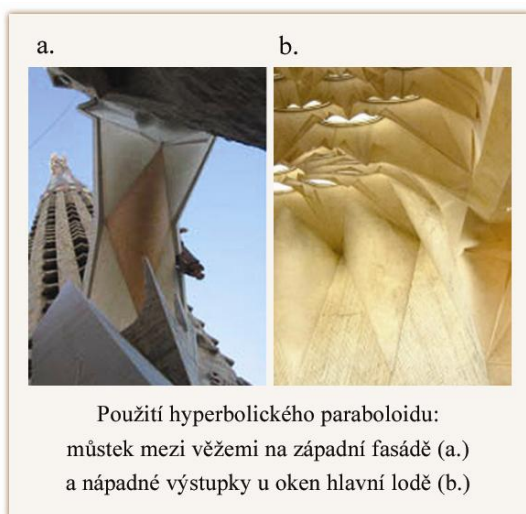 a.
b.
Použití hyperbolického paraboloidu:
můstek mezi věžemi na západní fasádě (a.)
a nápadné výstupky u oken hlavní lodě (b.)